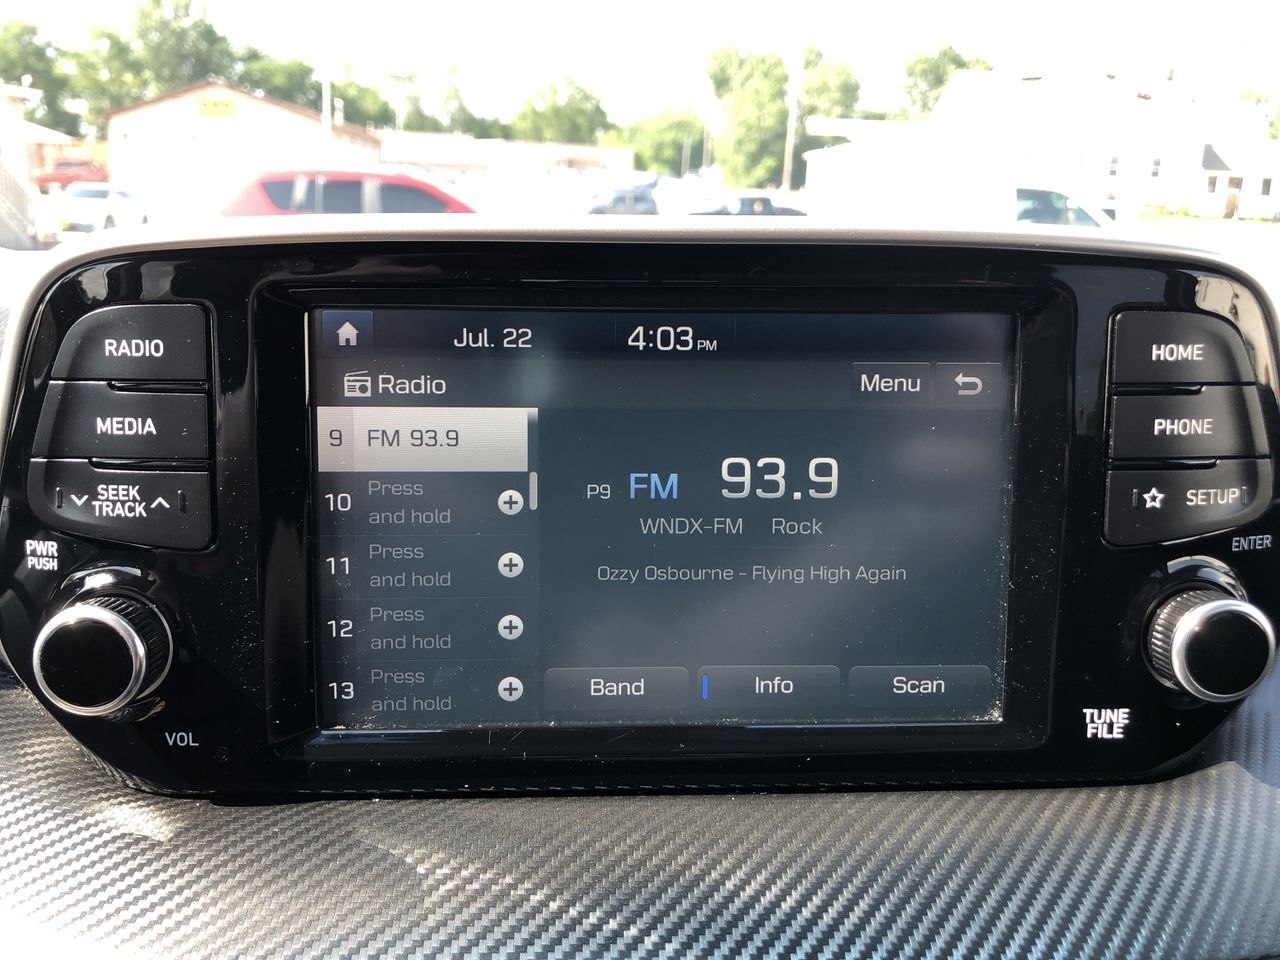 Jul. 22 4:03 PM
Radio Menu
RADIO
MEDIA
SEEK
TRACK
PWR
PUSH
VOL
9 FM 93.9
10 Press
and hold
11 Press
and hold
12 Press
and hold
13 Press
and hold
P9 FM 93.9
WNDX-FM Rock
Ozzy Osbourne - Flying High Again
Band Info Scan
HOME
PHONE
SETUP
ENTER
TUNE
FILE